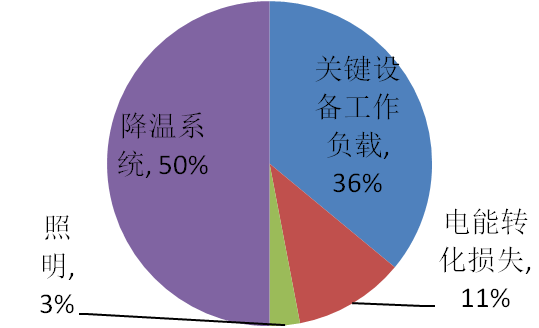 关键设
备工作
负载,
36%
降温系
统, 50%
照
明,
3%
电能转
化损失,
11%